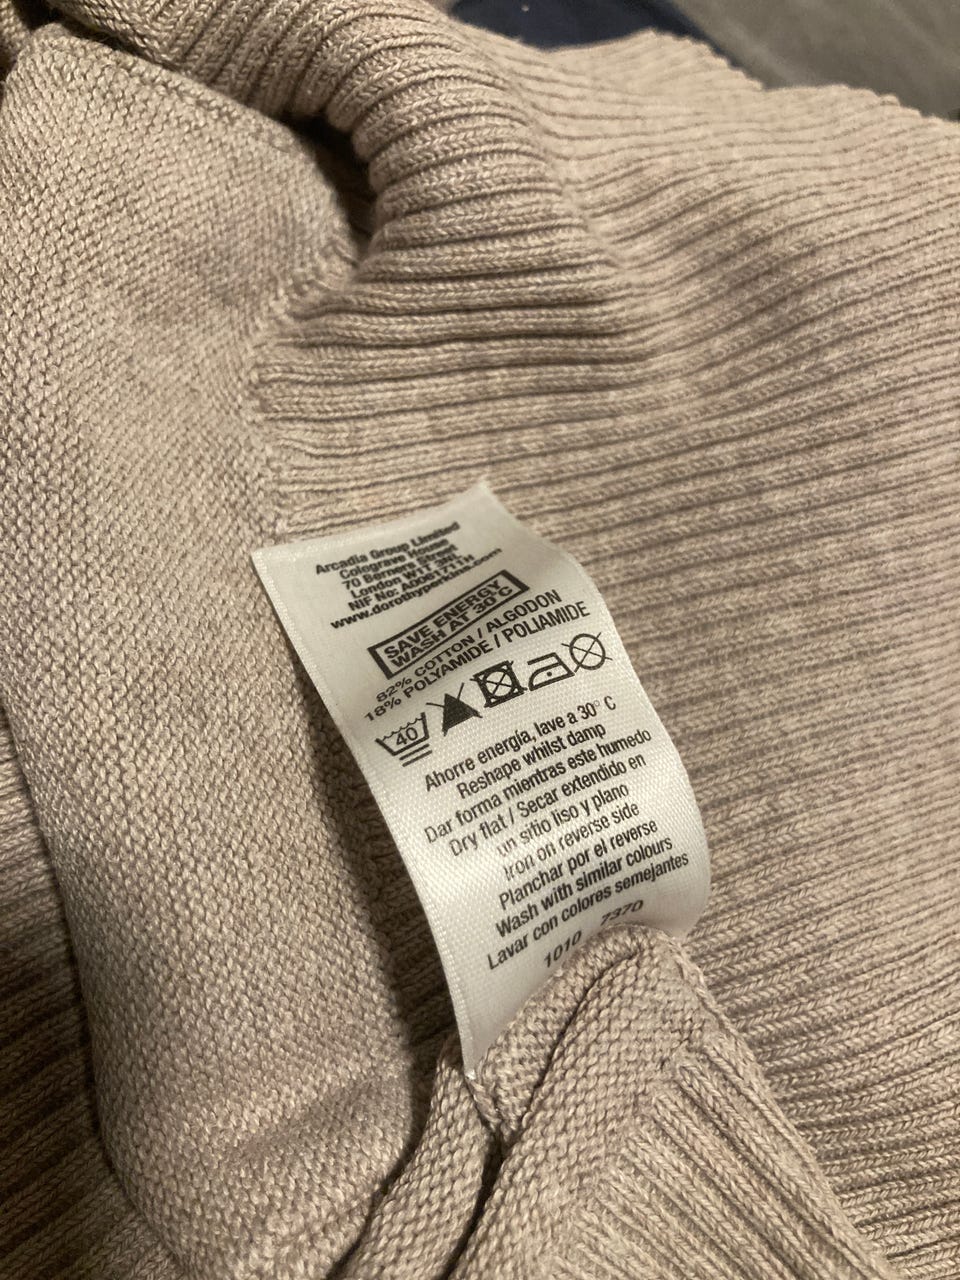 Arcadia Group Limited
Colegrave House
70 Berners Street
London W1T 3NL
NIF No: A0061711H
www.dorothyperkins.com
SAVE ENERGY
WASH AT 30°C
82% COTTON / ALGODON
18% POLYAMIDE / POLIAMIDE
40
Ahorre energia, lave a 30° C
Reshape whilst damp
Dar forma mientras este humedo
Dry flat / Secar extendido en
un sitio liso y plano
Iron on reverse side
Planchar por el reverse
Wash with similar colours
Lavar con colores semejantes
1010 7370